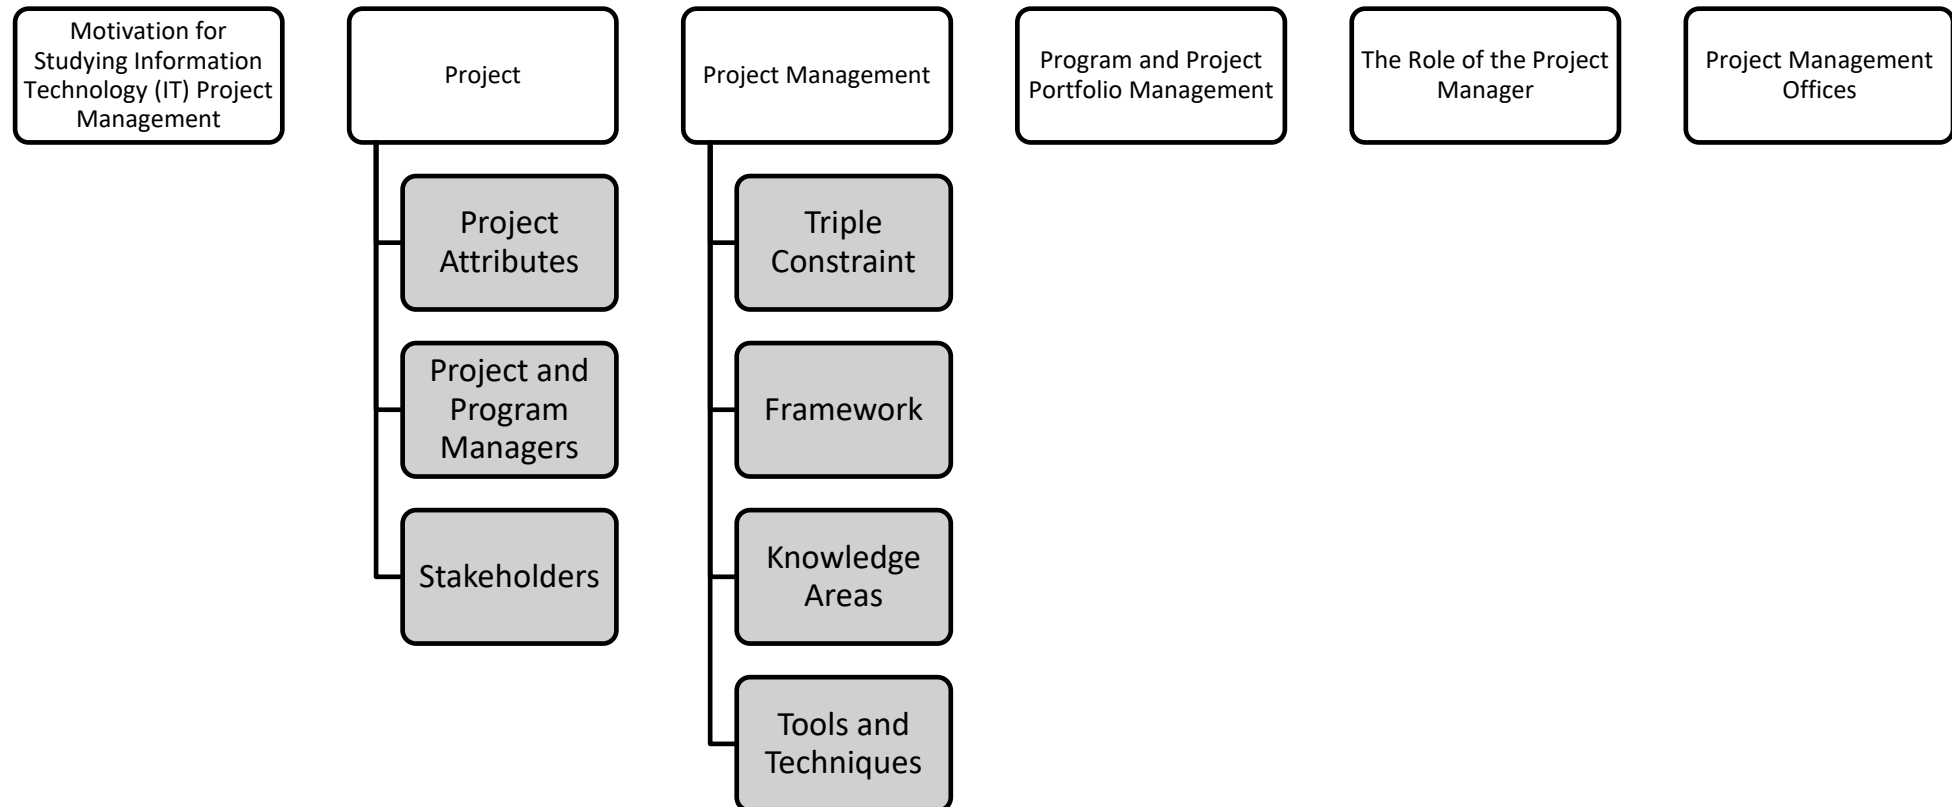 Motivation for
Studying Information
Technology (IT) Project
Management
Project
Project Management
Program and Project
Portfolio Management
The Role of the Project
Manager
Project Management
Offices
Project
Attributes
Project and
Program
Managers
Stakeholders
Triple
Constraint
Framework
Knowledge
Areas
Tools and
Techniques